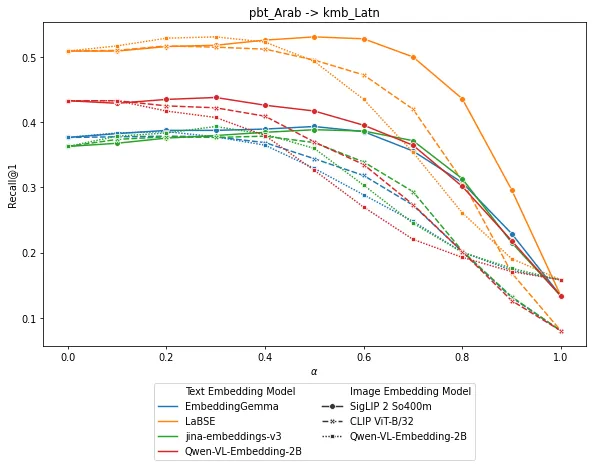 pbt_Arab -> kmb_Latn
Recall@1
0.5
0.4
0.3
0.2
0.1
0.0 0.2 0.4 0.6 0.8 1.0
α
Text Embedding Model
EmbeddingGemma
LaBSE
jina-embeddings-v3
Qwen-VL-Embedding-2B
Image Embedding Model
SigLIP 2 So400m
CLIP ViT-B/32
Qwen-VL-Embedding-2B